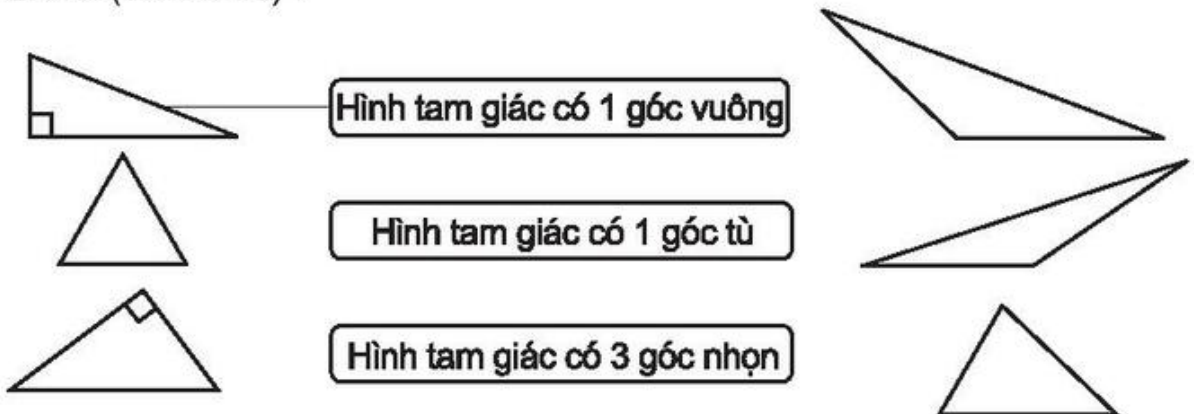 Hình tam giác có 1 góc vuông
Hình tam giác có 1 góc tù
Hình tam giác có 3 góc nhọn